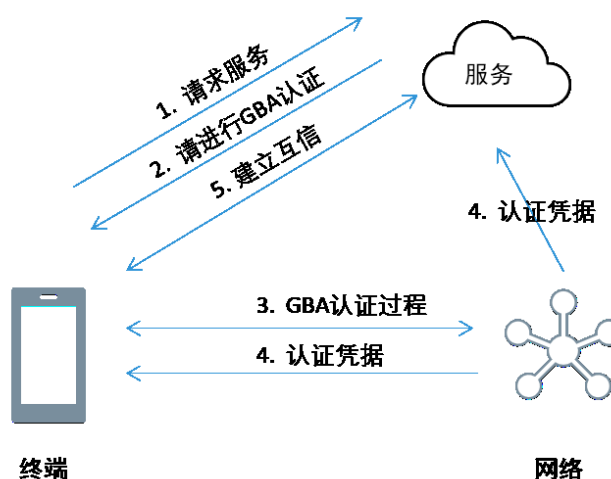 1. 请求服务
服务
2. 请进行GBA认证
5. 建立互信
4. 认证凭据
3. GBA认证过程
4. 认证凭据
终端
网络